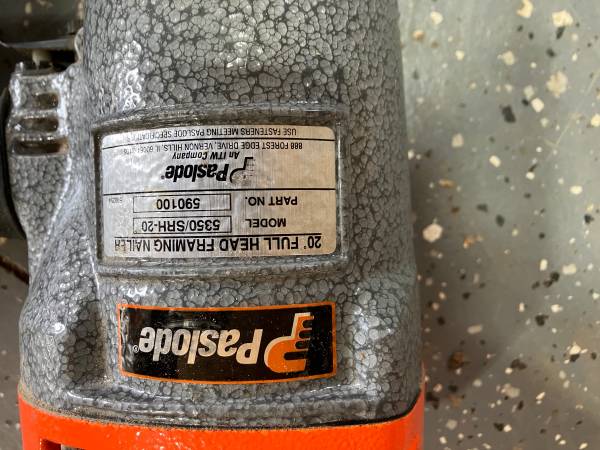 Paslode®
20° FULL HEAD FRAMING NAILER
MODEL 5350/SRH-20
PART NO. 590100
Paslode®
An ITW Company
888 FOREST EDGE DRIVE, VERNON HILLS, IL
USE FASTENERS MEETING PASLODE SPECIFICATIONS